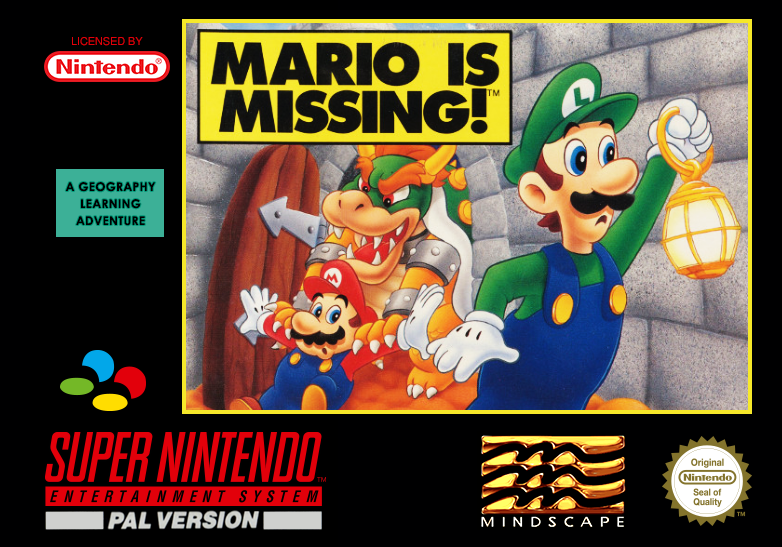 LICENSED BY
Nintendo®
MARIO IS
MISSING!™
A GEOGRAPHY
LEARNING
ADVENTURE
L
M
SUPER NINTENDO™
ENTERTAINMENT SYSTEM
PAL VERSION
MINDSCAPE
Original
Nintendo
Seal of
Quality
TM